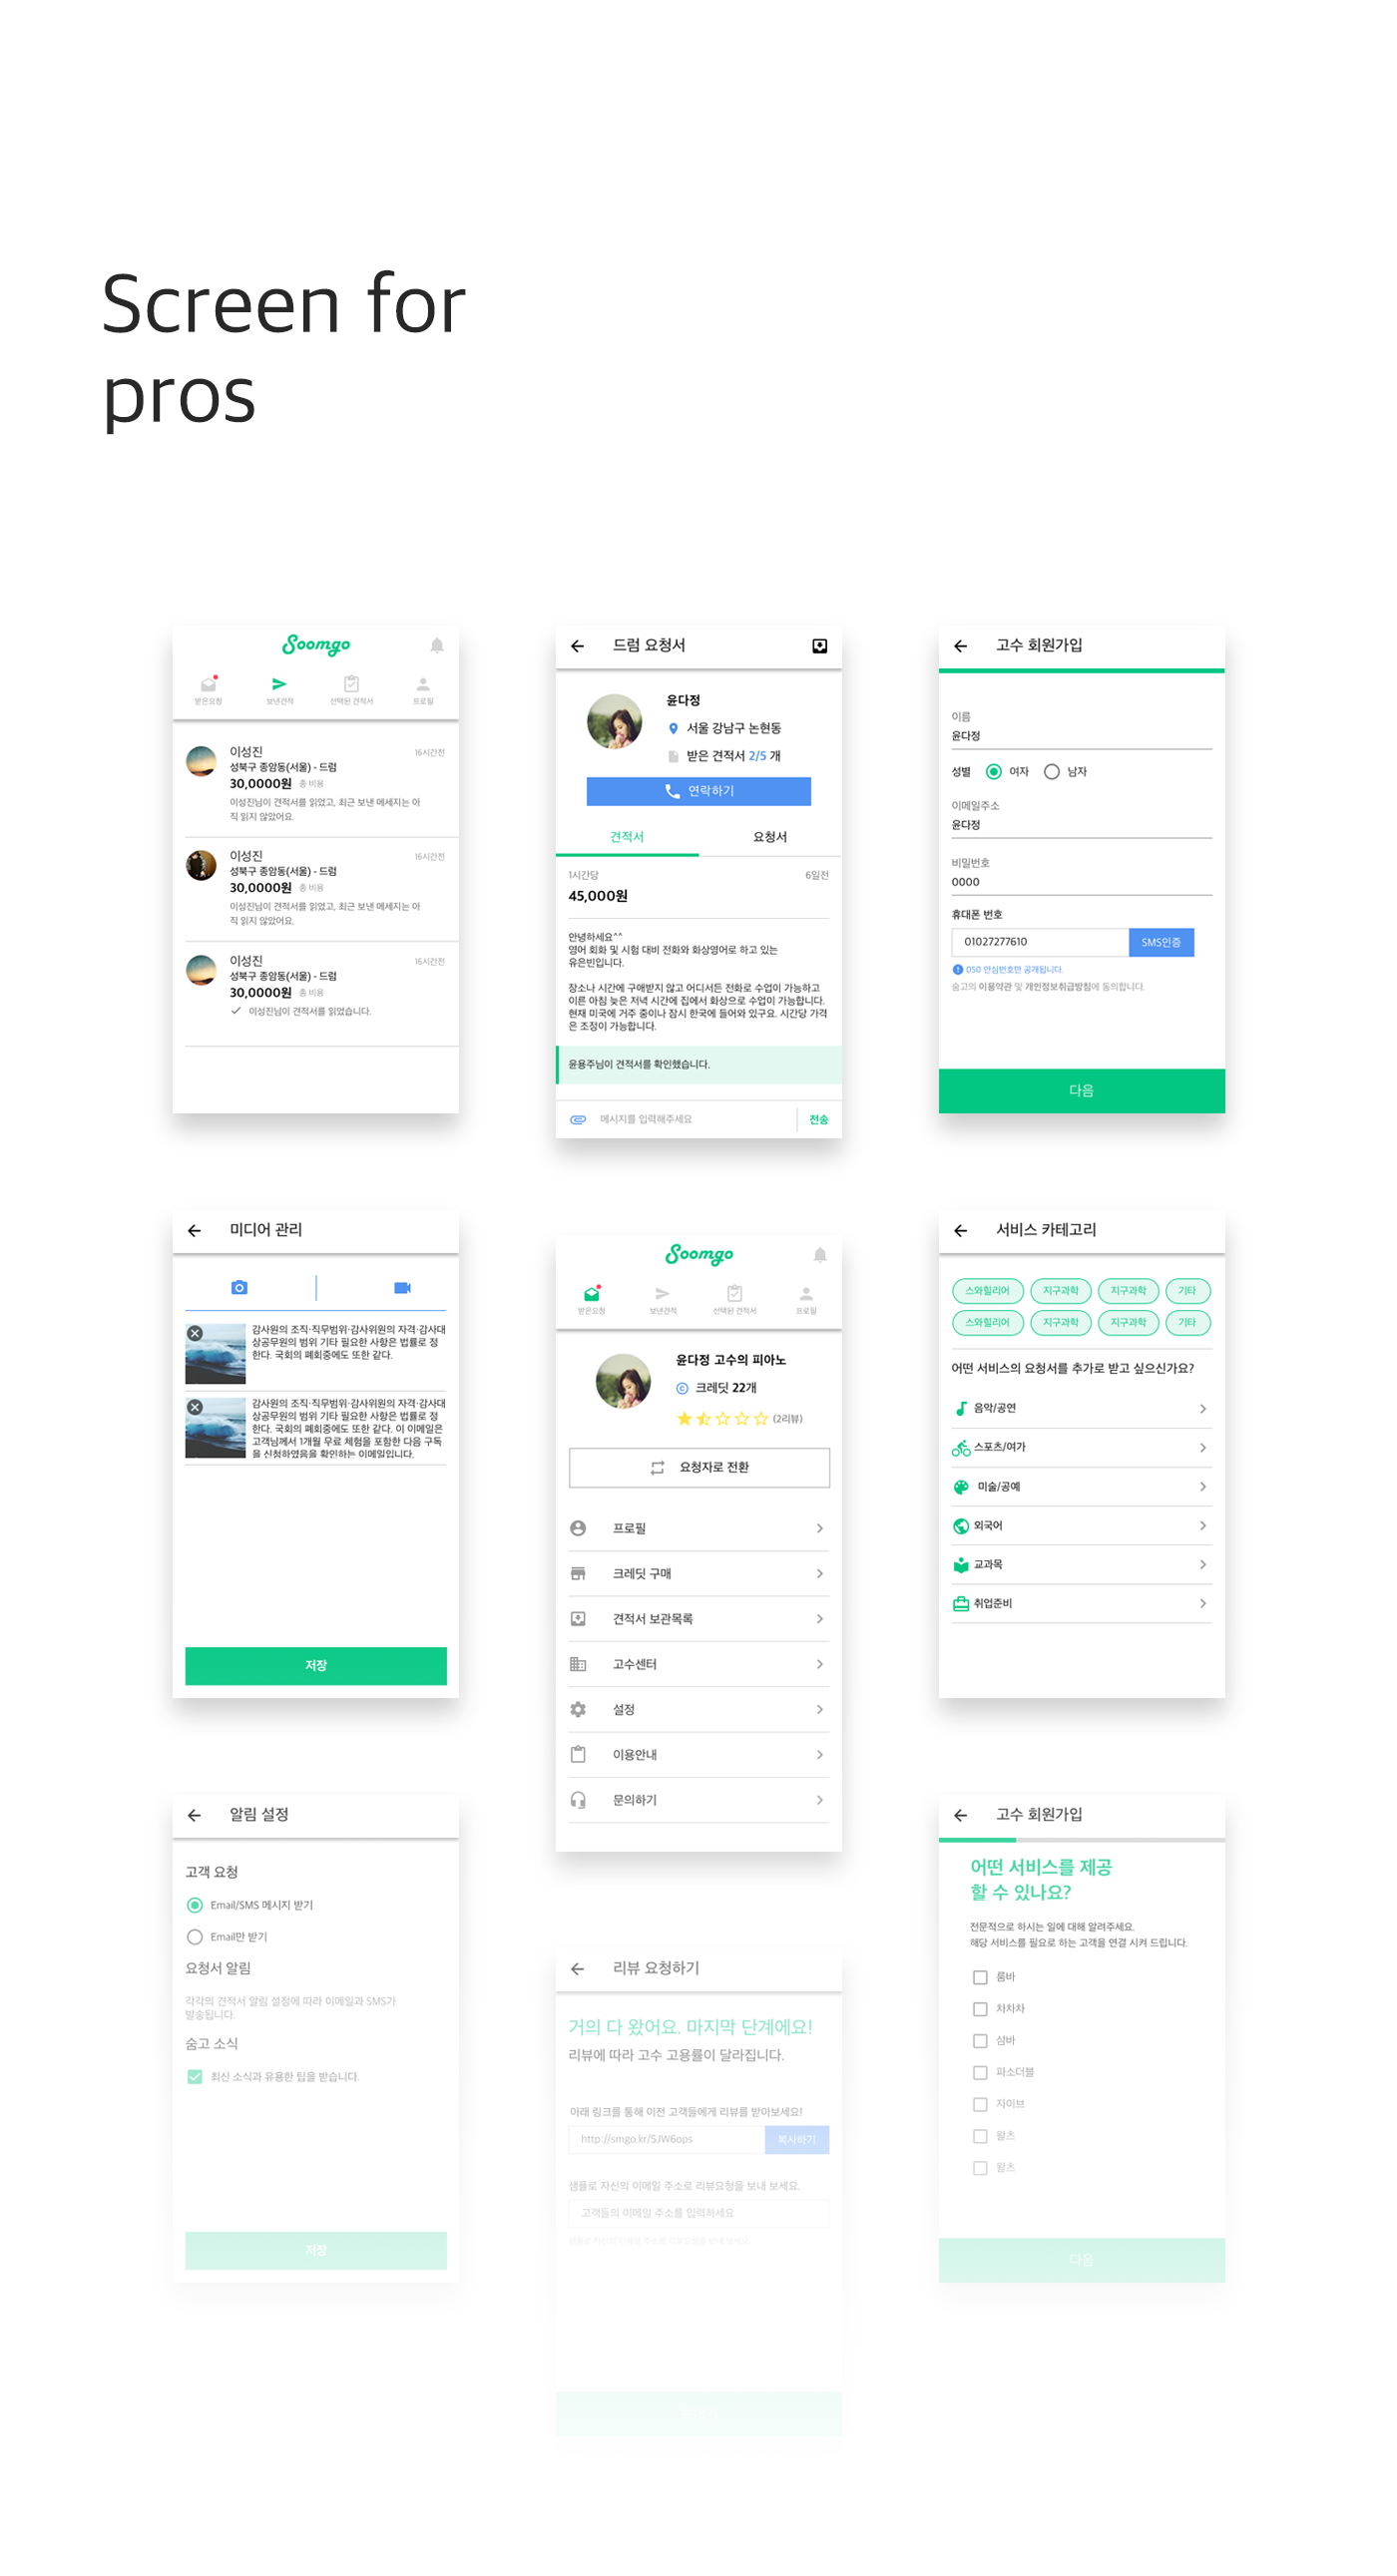 Screen for
pros
Soomgo
받은요청
보낸견적
선택된 견적서
프로필
이성진
16시간전
성북구 종암동(서울) - 드럼
30,0000원 총 비용
이성진님이 견적서를 읽었고, 최근 보낸 메세지는 아
직 읽지 않았어요.
이성진
16시간전
성북구 종암동(서울) - 드럼
30,0000원 총 비용
이성진님이 견적서를 읽었고, 최근 보낸 메세지는 아
직 읽지 않았어요.
이성진
16시간전
성북구 종암동(서울) - 드럼
30,0000원 총 비용
이성진님이 견적서를 읽었습니다.
드럼 요청서
윤다정
서울 강남구 논현동
받은 견적서 2/5 개
연락하기
견적서
요청서
1시간당
6일전
45,000원
안녕하세요^^
영어 회화 및 시험 대비 전화와 화상영어로 하고 있는
유은빈입니다.
장소나 시간에 구애받지 않고 어디서든 전화로 수업이 가능하고
이른 아침 늦은 저녁 시간에 집에서 화상으로 수업이 가능합니다.
현재 미국에 거주 중이나 잠시 한국에 들어와 있구요. 시간당 가격
은 조정이 가능합니다.
윤용주님이 견적서를 확인했습니다.
메시지를 입력해주세요
전송
고수 회원가입
이름
윤다정
성별 여자 남자
이메일주소
윤다정
비밀번호
0000
휴대폰 번호
01027277610
SMS인증
050 안심번호만 공개됩니다.
숨고의 이용약관 및 개인정보취급방침에 동의합니다.
다음
미디어 관리
감사원의 조직·직무범위·감사위원의 자격·감사대
상공무원의 범위 기타 필요한 사항은 법률로 정
한다. 국회의 폐회중에도 또한 같다.
감사원의 조직·직무범위·감사위원의 자격·감사대
상공무원의 범위 기타 필요한 사항은 법률로 정
한다. 국회의 폐회중에도 또한 같다. 이 이메일은
고객님께서 1개월 무료 체험을 포함한 다음 구독
을 신청하였음을 확인하는 이메일입니다.
저장
Soomgo
받은요청
보낸견적
선택된 견적서
프로필
윤다정 고수의 피아노
크레딧 22개
(2리뷰)
요청자로 전환
프로필
크레딧 구매
견적서 보관목록
고수센터
설정
이용안내
문의하기
서비스 카테고리
스와힐리어 지구과학 지구과학 기타
스와힐리어 지구과학 지구과학 기타
어떤 서비스의 요청서를 추가로 받고 싶으신가요?
음악/공연
스포츠/여가
미술/공예
외국어
교과목
취업준비
알림 설정
고객 요청
Email/SMS 메시지 받기
Email만 받기
요청서 알림
각각의 견적서 알림 설정에 따라 이메일과 SMS가
발송됩니다.
숨고 소식
최신 소식과 유용한 팁을 받습니다.
저장
리뷰 요청하기
거의 다 왔어요. 마지막 단계에요!
리뷰에 따라 고수 고용률이 달라집니다.
아래 링크를 통해 이전 고객들에게 리뷰를 받아보세요!
http://smgo.kr/5JW6ops
복사하기
샘플로 자신의 이메일 주소로 리뷰요청을 보내 보세요.
고객들의 이메일 주소를 입력하세요
샘플로 자신의 이메일 주소로 리뷰요청을 보내 보세요.
고수 회원가입
어떤 서비스를 제공
할 수 있나요?
전문적으로 하시는 일에 대해 알려주세요.
해당 서비스를 필요로 하는 고객을 연결 시켜 드립니다.
룸바
차차차
삼바
파소더블
자이브
왈츠
왈츠
다음